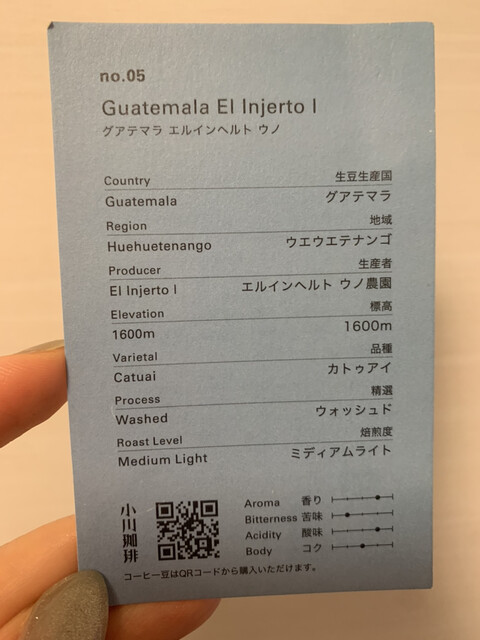 no.05
Guatemala El Injerto I
グアテマラ エルインヘルト ウノ
Country 生豆生産国
Guatemala グアテマラ
Region 地域
Huehuetenango ウエウエテナンゴ
Producer 生産者
El Injerto I エルインヘルト ウノ農園
Elevation 標高
1600m 1600m
Varietal 品種
Catuai カトゥアイ
Process 精選
Washed ウォッシュド
Roast Level 焙煎度
Medium Light ミディアムライト
小川珈琲
Aroma 香り
Bitterness 苦味
Acidity 酸味
Body コク
コーヒー豆はQRコードから購入いただけます。